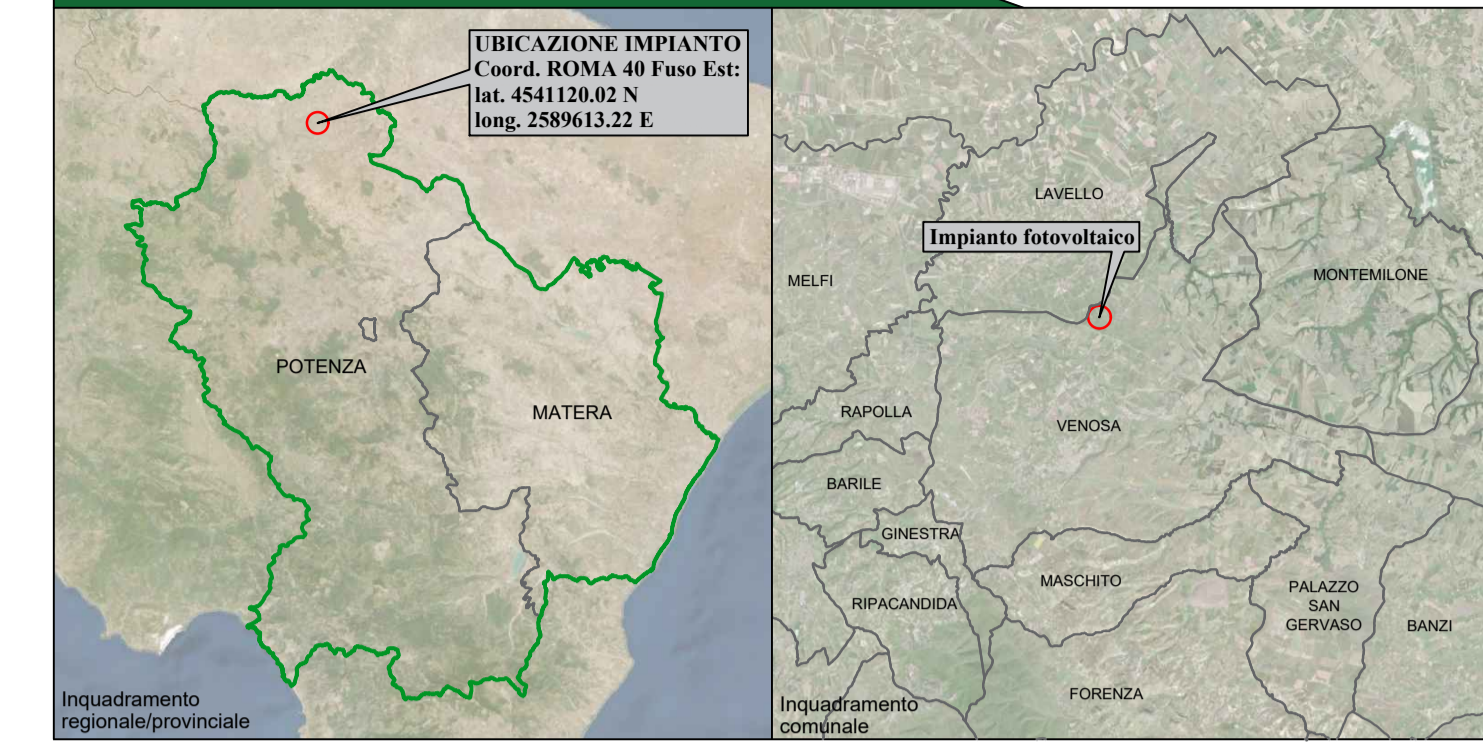 UBICAZIONE IMPIANTO
Coord. ROMA 40 Fuso Est:
lat. 4541120.02 N
long. 2589613.22 E
POTENZA
MATERA
Inquadramento
regionale/provinciale
LAVELLO
Impianto fotovoltaico
MELFI
MONTEMILONE
RAPOLLA
VENOSA
BARILE
GINESTRA
MASCHITO
RIPACANDIDA
PALAZZO
SAN
GERVASO
BANZI
FORENZA
Inquadramento
comunale